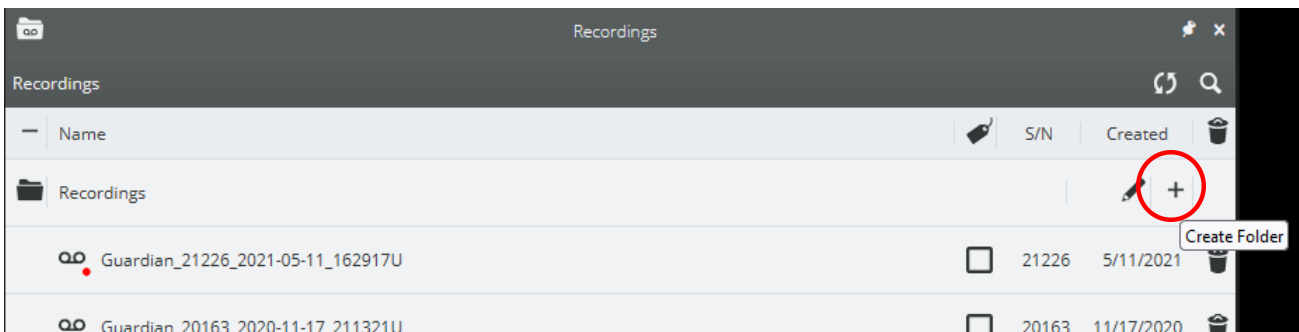 Recordings
Recordings
Name S/N Created
Recordings
Create Folder
Guardian_21226_2021-05-11_162917U 21226 5/11/2021
Guardian_20163_2020-11-17_211321U 20163 11/17/2020